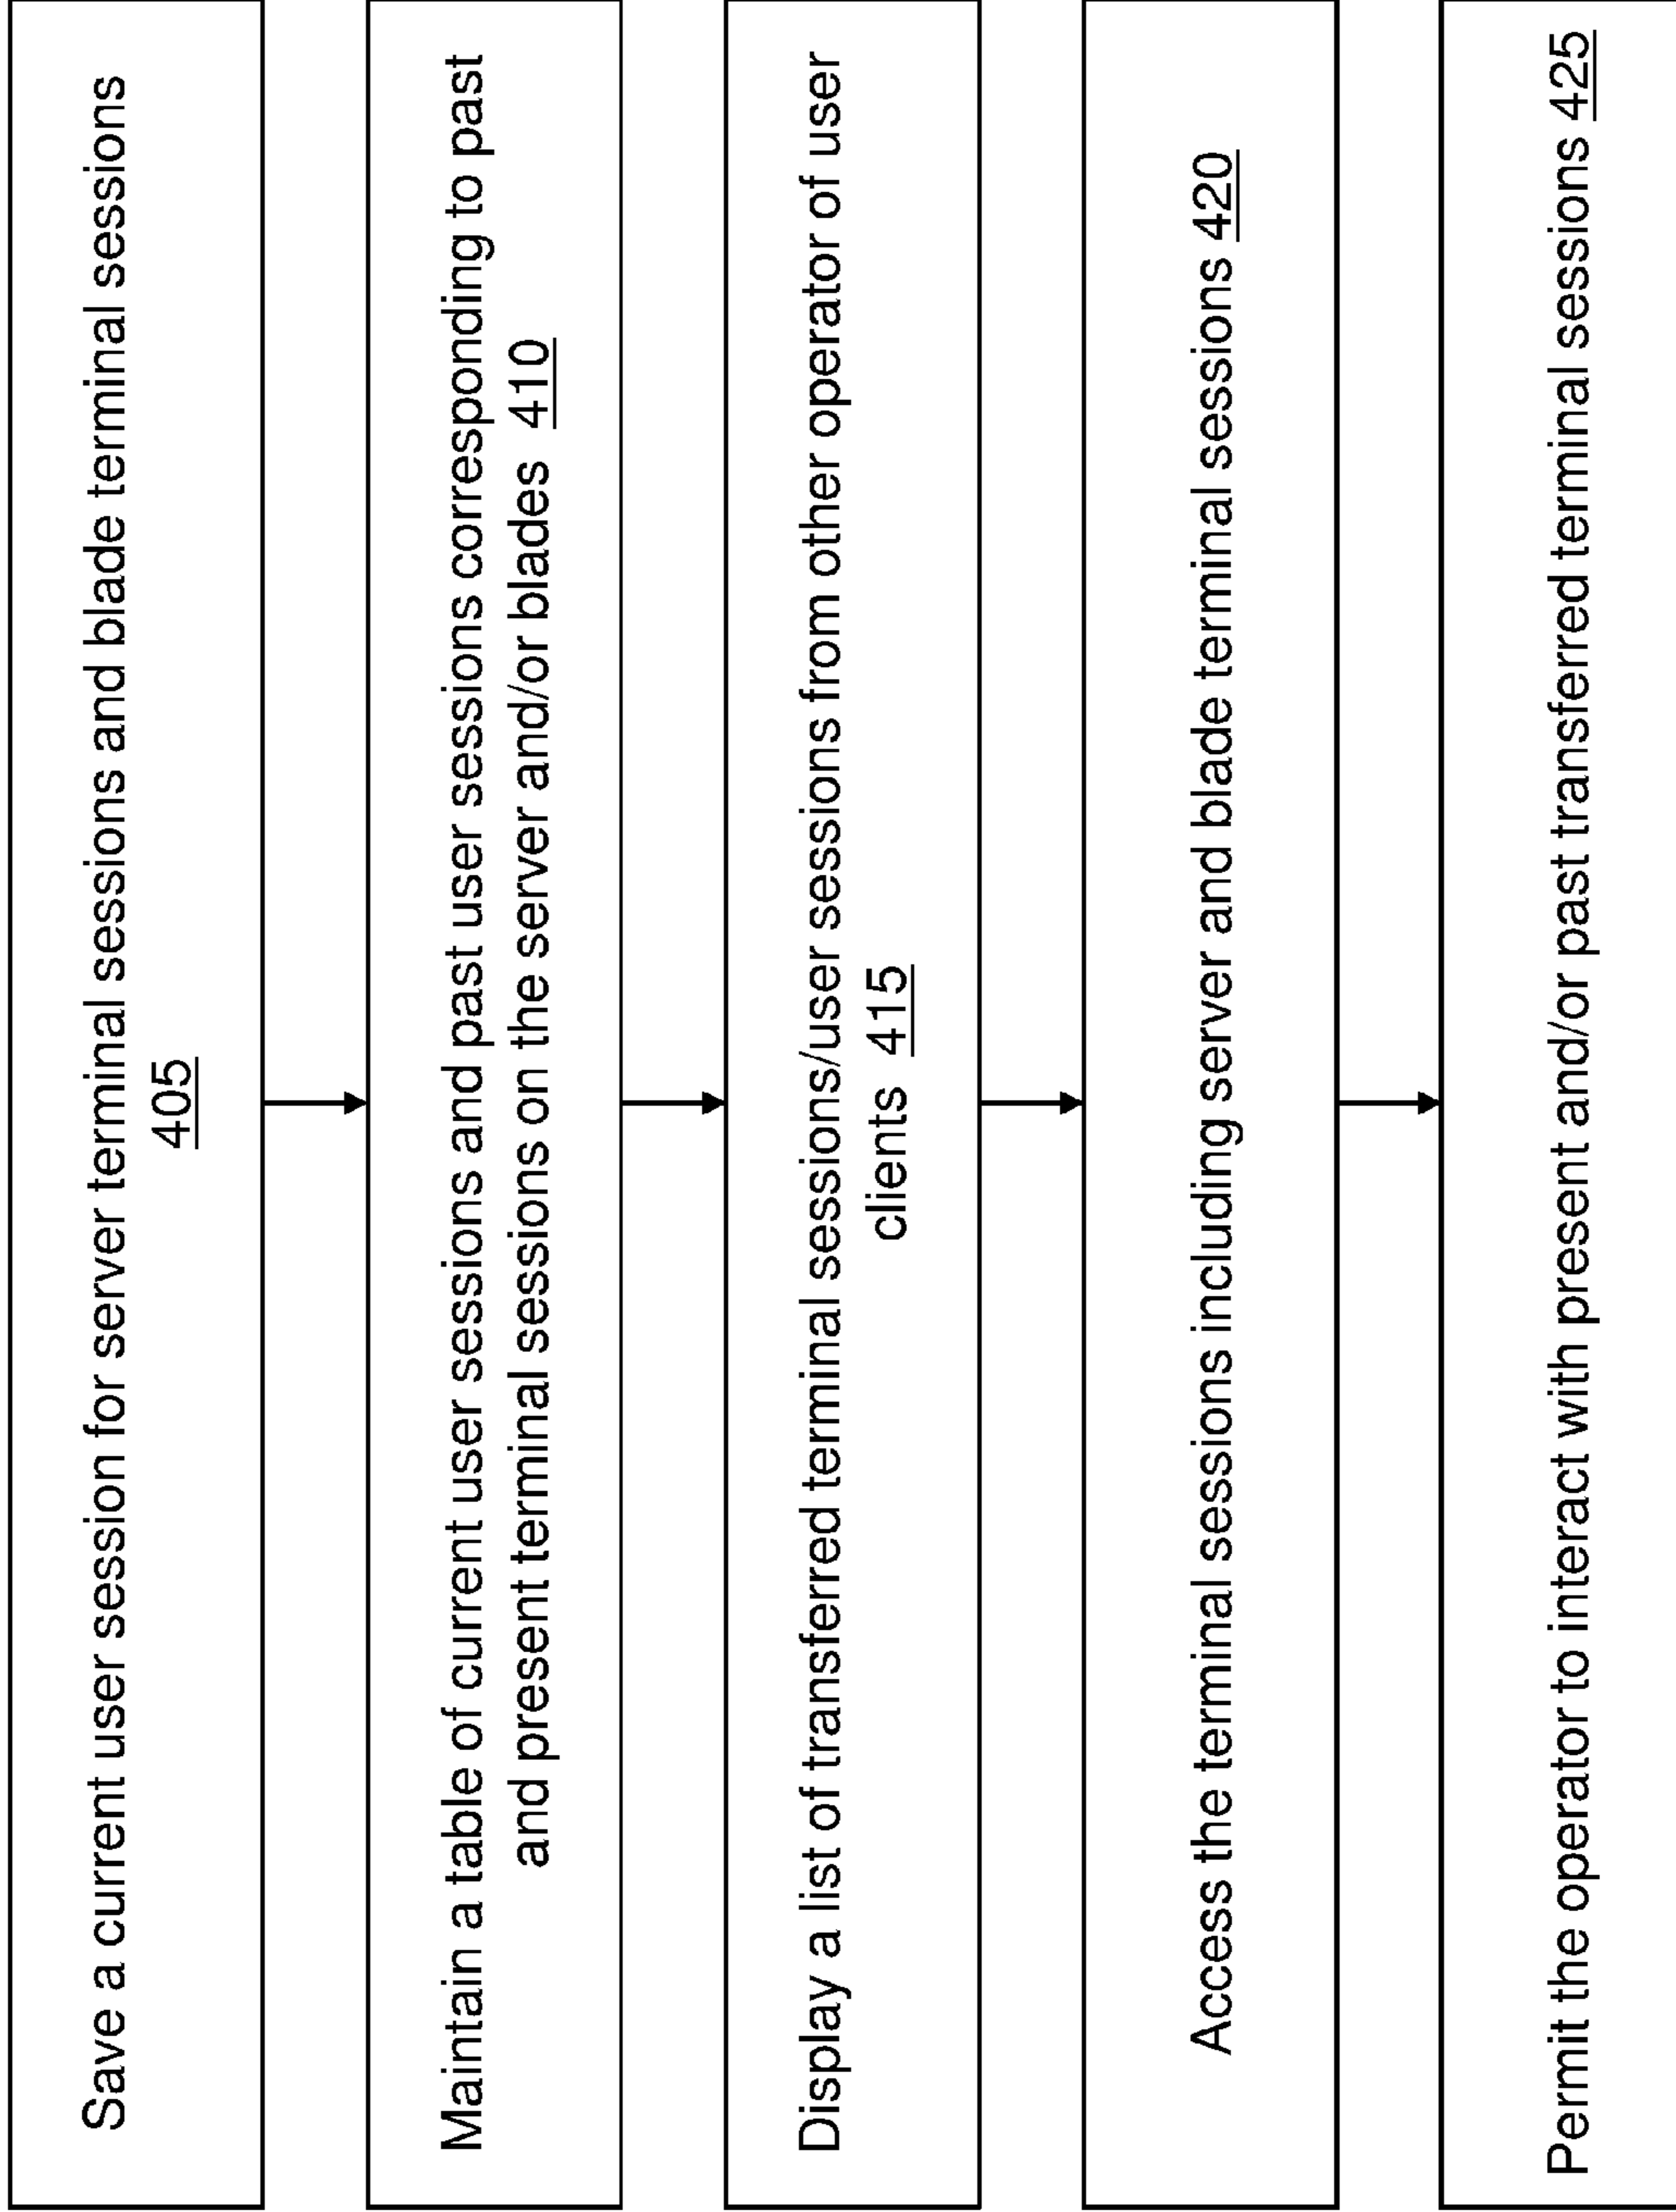 Save a current user session for server terminal sessions and blade terminal sessions
405
Maintain a table of current user sessions and past user sessions corresponding to past
and present terminal sessions on the server and/or blades 410
Display a list of transferred terminal sessions/user sessions from other operator of user
clients 415
Access the terminal sessions including server and blade terminal sessions 420
Permit the operator to interact with present and/or past transferred terminal sessions 425